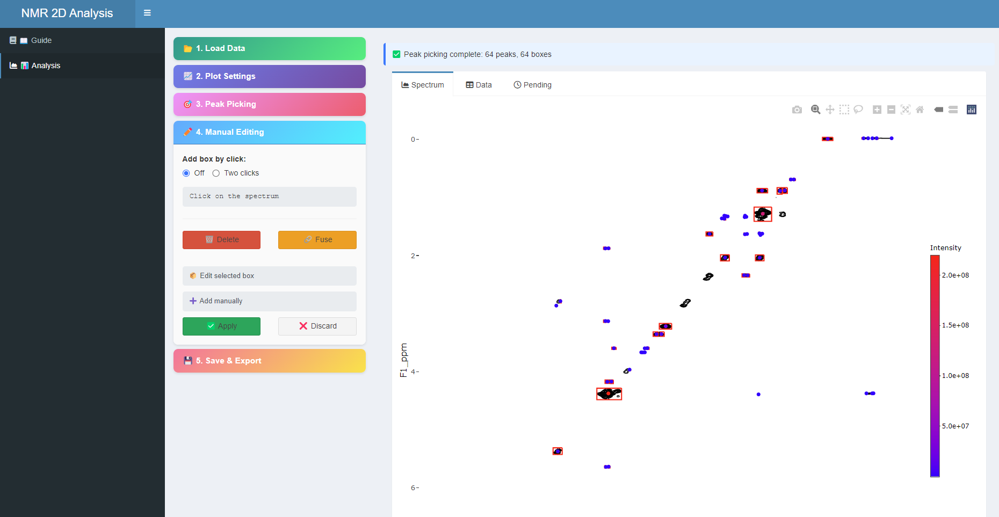 NMR 2D Analysis
Guide
Analysis
1. Load Data
2. Plot Settings
3. Peak Picking
4. Manual Editing
Add box by click:
Off Two clicks
Click on the spectrum
Delete Fuse
Edit selected box
Add manually
Apply Discard
5. Save & Export
Peak picking complete: 64 peaks, 64 boxes
Spectrum Data Pending
0
2
4
6
F1_ppm
Intensity
2.0e+08
1.5e+08
1.0e+08
5.0e+07